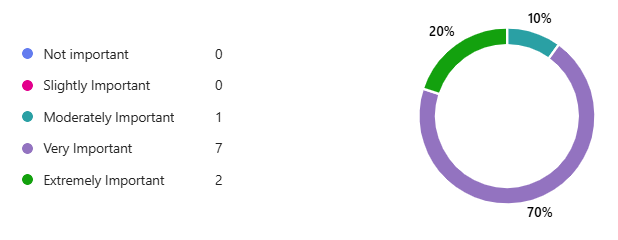 Not important 0
Slightly Important 0
Moderately Important 1
Very Important 7
Extremely Important 2
20%
10%
70%